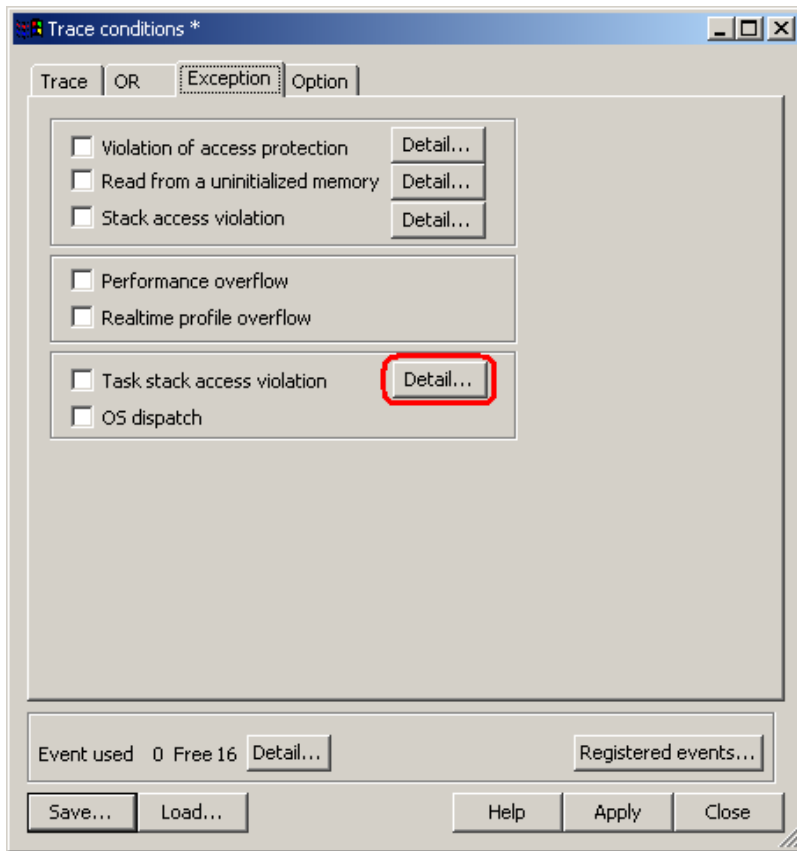 Trace conditions *
Trace OR Exception Option
Violation of access protection Detail...
Read from a uninitialized memory Detail...
Stack access violation Detail...
Performance overflow
Realtime profile overflow
Task stack access violation Detail...
OS dispatch
Event used 0 Free 16 Detail... Registered events...
Save... Load... Help Apply Close